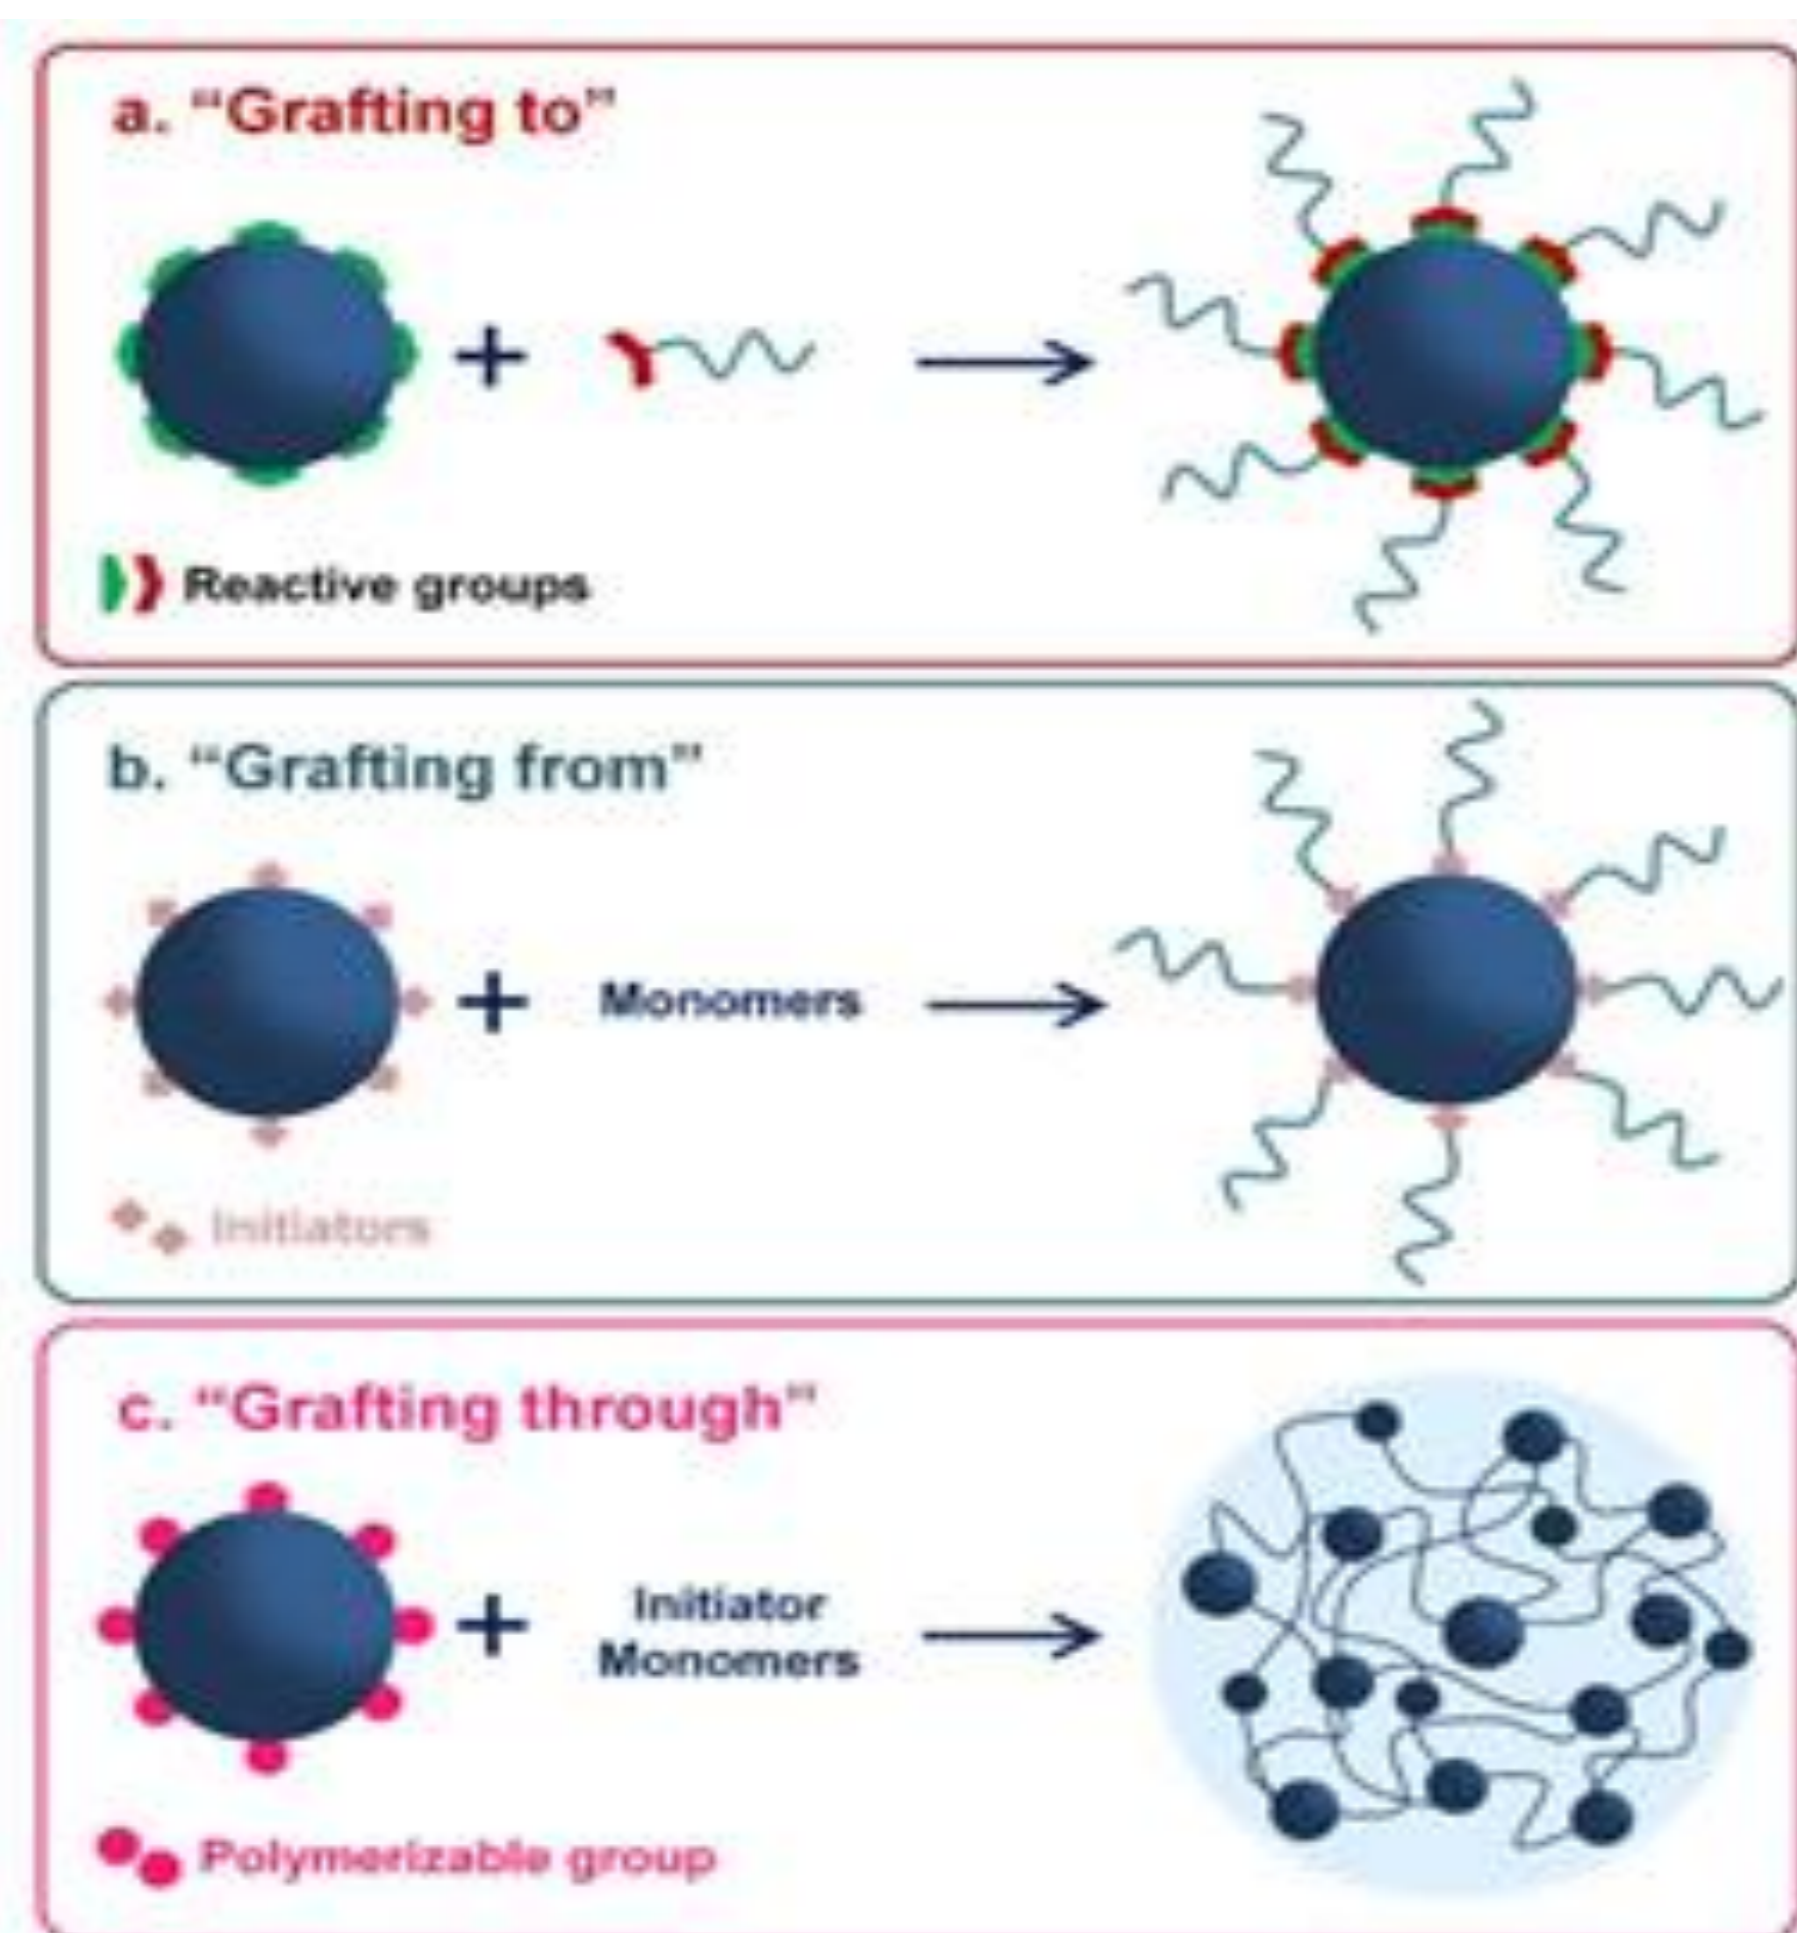 a. “Grafting to”
+
Reactive groups
b. “Grafting from”
+ Monomers
Initiators
c. “Grafting through”
+ Initiator
Monomers
Polymerizable group